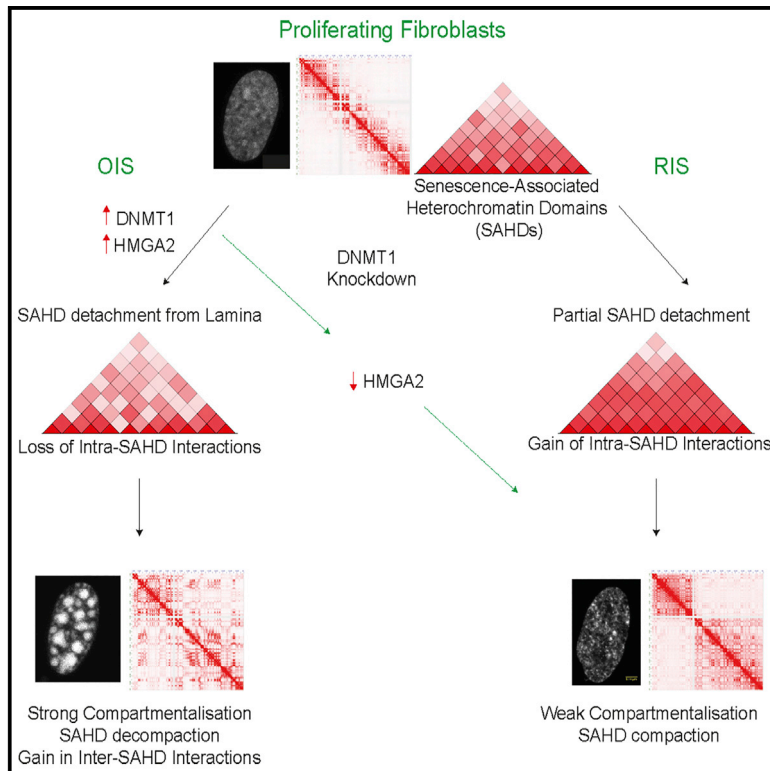 Proliferating Fibroblasts
OIS
RIS
↑ DNMT1
↑ HMGA2
Senescence-Associated
Heterochromatin Domains
(SAHDs)
DNMT1
Knockdown
SAHD detachment from Lamina
Partial SAHD detachment
↓ HMGA2
Loss of Intra-SAHD Interactions
Gain of Intra-SAHD Interactions
Strong Compartmentalisation
SAHD decompaction
Gain in Inter-SAHD Interactions
Weak Compartmentalisation
SAHD compaction